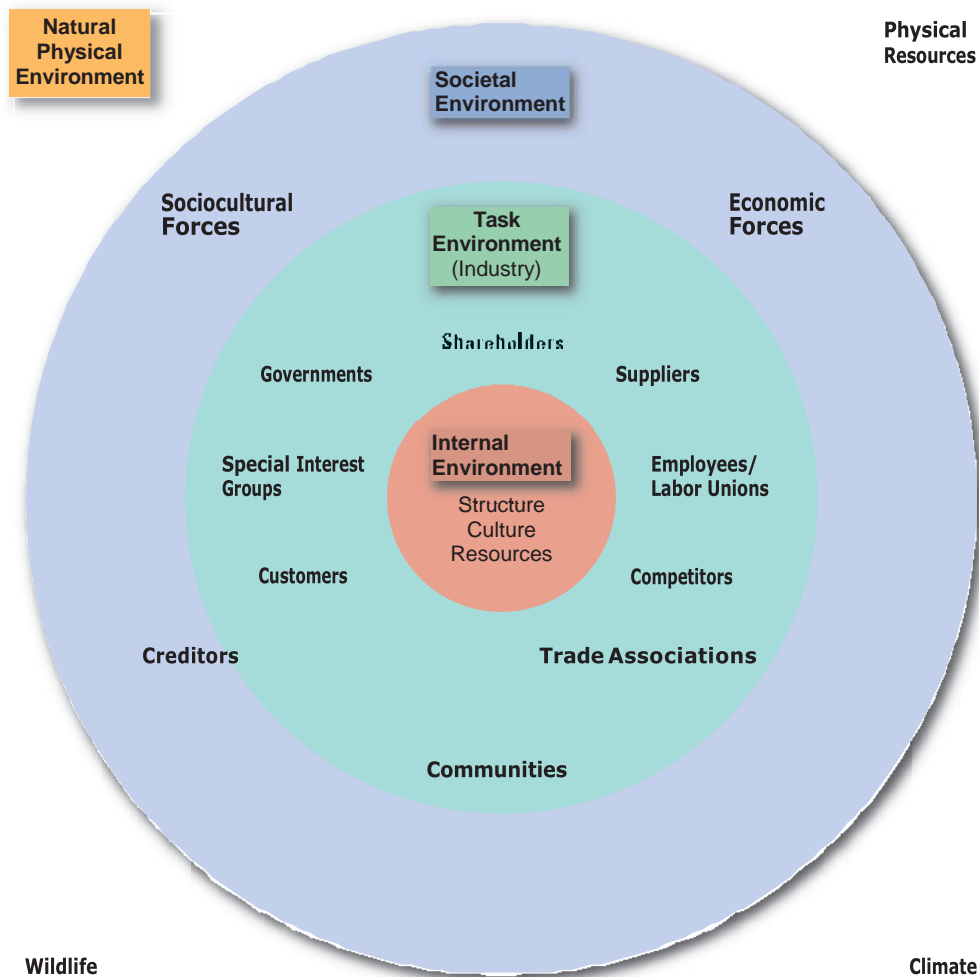 Natural
Physical
Environment
Physical
Resources
Societal
Environment
Sociocultural
Forces
Economic
Forces
Task
Environment
(Industry)
Shareholders
Governments
Suppliers
Internal
Environment
Special Interest
Groups
Employees/
Labor Unions
Structure
Culture
Resources
Customers
Competitors
Creditors
Trade Associations
Communities
Wildlife
Climate